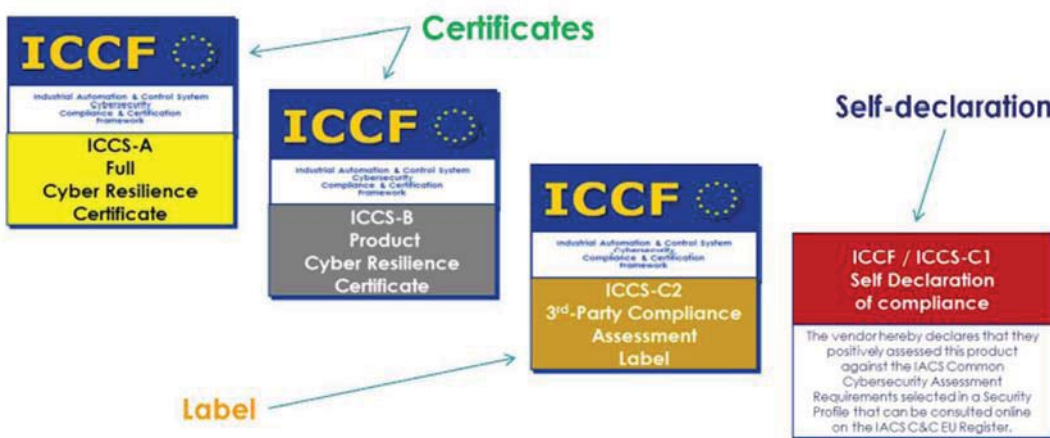 Certificates
ICCF
Industrial Automation & Control System
Cybersecurity
Compliance & Certification
Framework
ICCS-A
Full
Cyber Resilience
Certificate
ICCF
Industrial Automation & Control System
Cybersecurity
Compliance & Certification
Framework
ICCS-B
Product
Cyber Resilience
Certificate
ICCF
Industrial Automation & Control System
Cybersecurity
Compliance & Certification
Framework
ICCS-C2
3rd-Party Compliance
Assessment
Label
Label
Self-declaration
ICCF / ICCS-C1
Self Declaration
of compliance
The vendor hereby declares that they
positively assessed this product
against the IACS Common
Cybersecurity Assessment
Requirements selected in a Security
Profile that can be consulted online
on the IACS C&C EU Register.